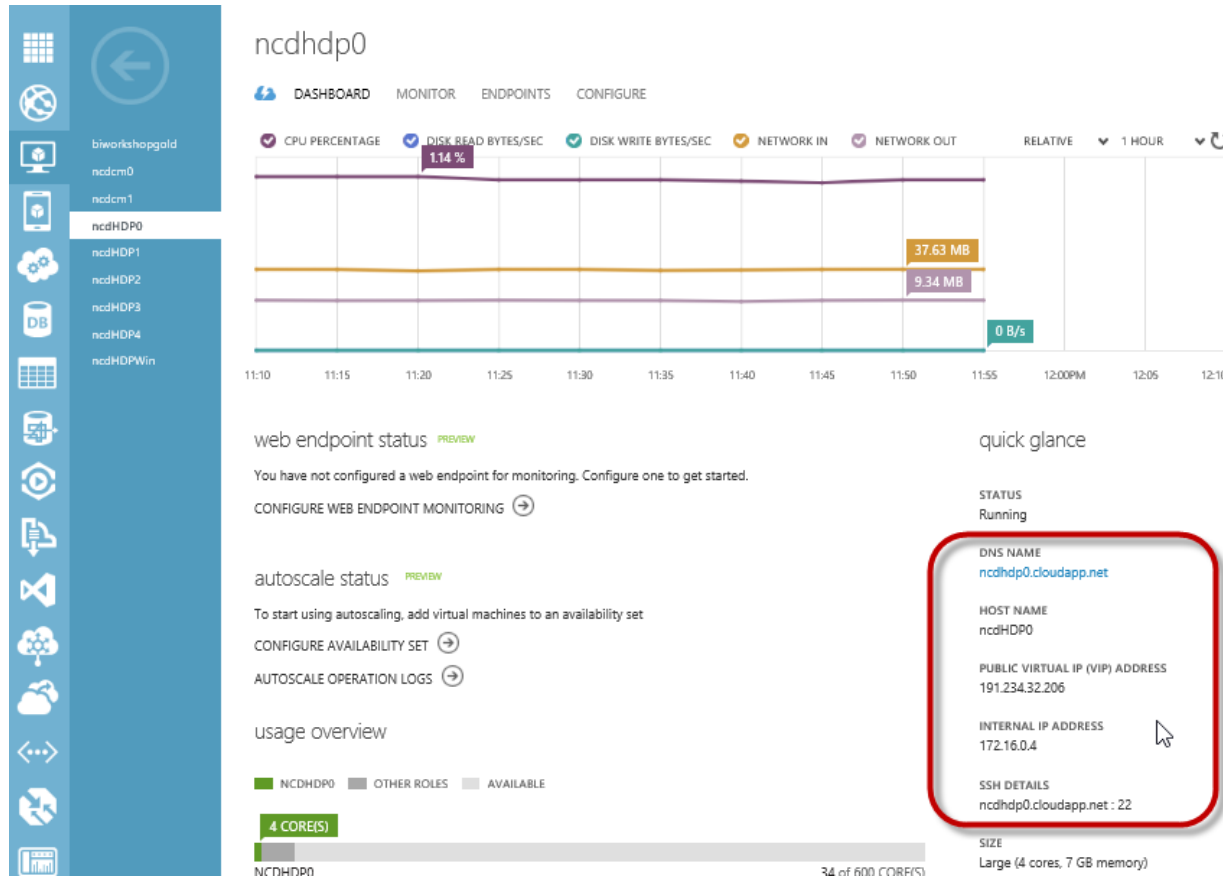 ncdhdp0
DASHBOARD MONITOR ENDPOINTS CONFIGURE
biworkshopgold
ncdcm0
ncdcm1
ncdHDP0
ncdHDP1
ncdHDP2
ncdHDP3
ncdHDP4
ncdHDPWin
DB
CPU PERCENTAGE DISK READ BYTES/SEC DISK WRITE BYTES/SEC NETWORK IN NETWORK OUT RELATIVE 1 HOUR
1.14 %
37.63 MB
9.34 MB
0 B/s
11:10 11:15 11:20 11:25 11:30 11:35 11:40 11:45 11:50 11:55 12:00PM 12:05 12:10
web endpoint status PREVIEW
You have not configured a web endpoint for monitoring. Configure one to get started.
CONFIGURE WEB ENDPOINT MONITORING
autoscale status PREVIEW
To start using autoscaling, add virtual machines to an availability set
CONFIGURE AVAILABILITY SET
AUTOSCALE OPERATION LOGS
usage overview
NCDHDP0 OTHER ROLES AVAILABLE
4 CORE(S)
NCDHDP0 34 of 600 CORE(S)
quick glance
STATUS
Running
DNS NAME
ncdhdp0.cloudapp.net
HOST NAME
ncdHDP0
PUBLIC VIRTUAL IP (VIP) ADDRESS
191.234.32.206
INTERNAL IP ADDRESS
172.16.0.4
SSH DETAILS
ncdhdp0.cloudapp.net : 22
SIZE
Large (4 cores, 7 GB memory)